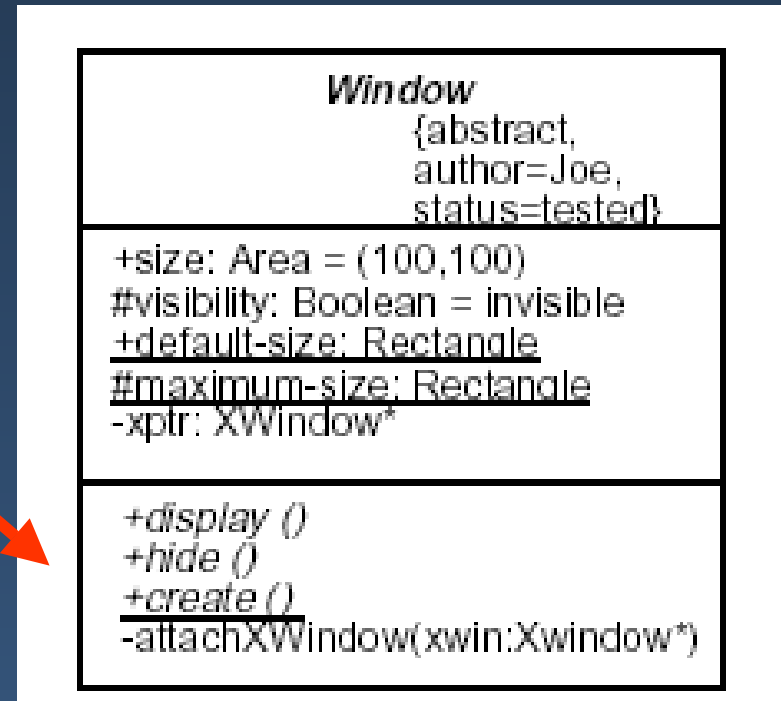 Window
{abstract,
author=Joe,
status=tested}
+size: Area = (100,100)
#visibility: Boolean = invisible
+default-size: Rectangle
#maximum-size: Rectangle
-xptr: XWindow*
+display ()
+hide ()
+create ()
-attachXWindow(xwin:Xwindow*)